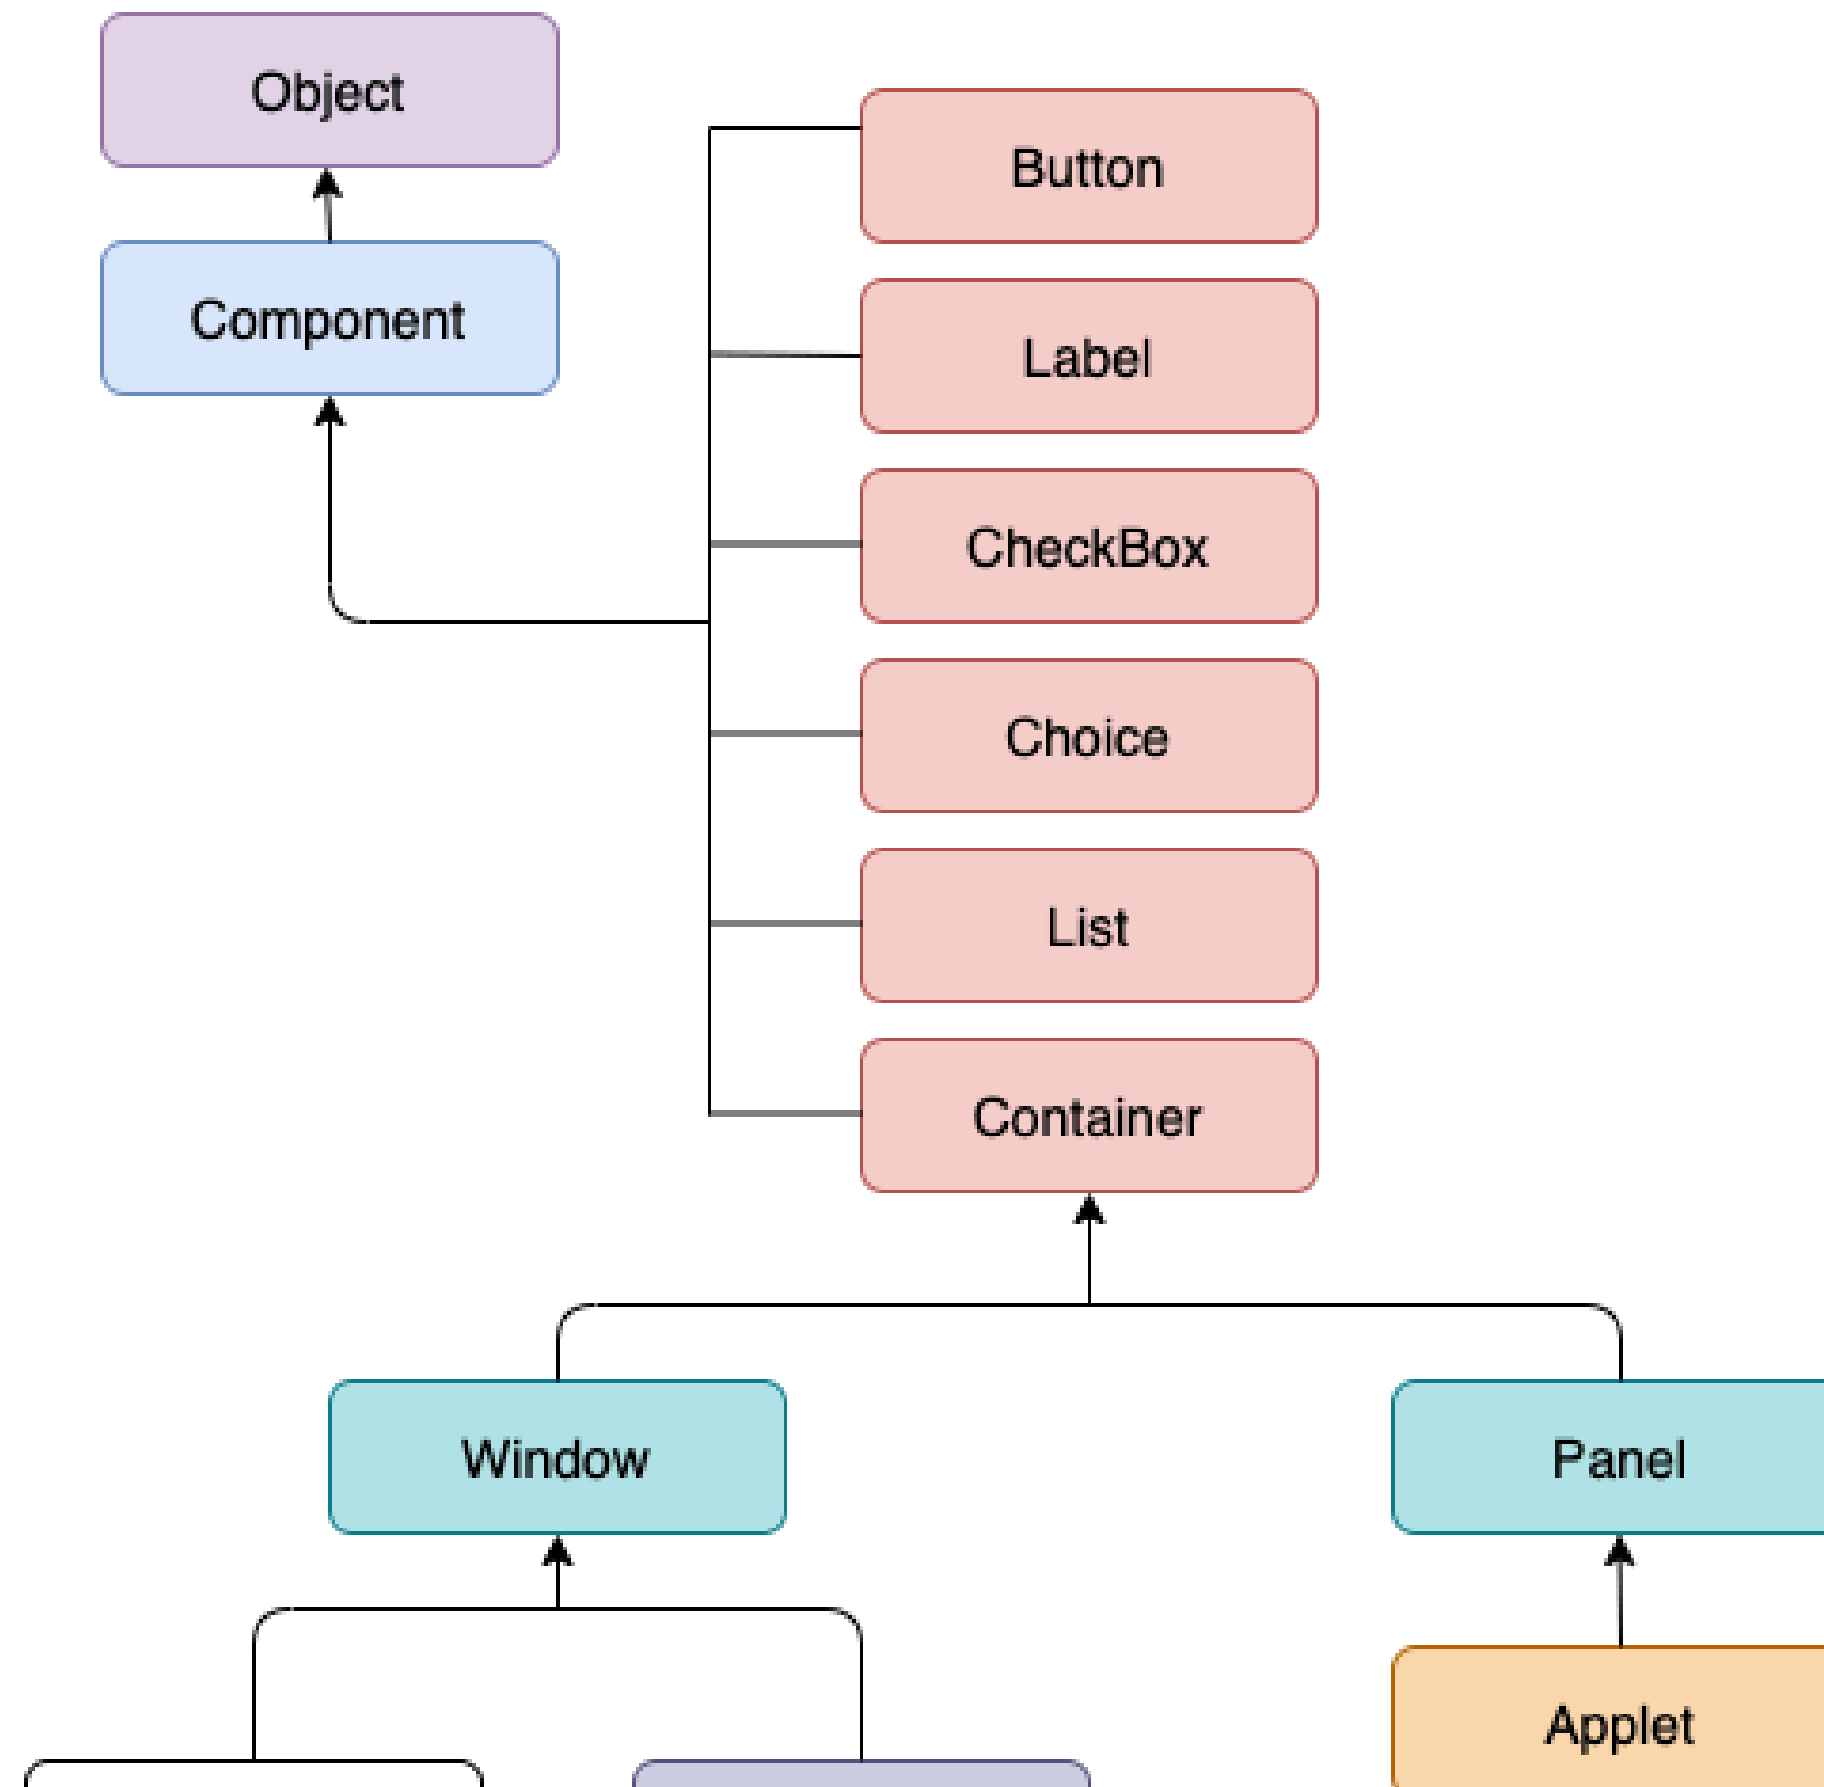 Object
Component
Button
Label
CheckBox
Choice
List
Container
Window
Panel
Applet